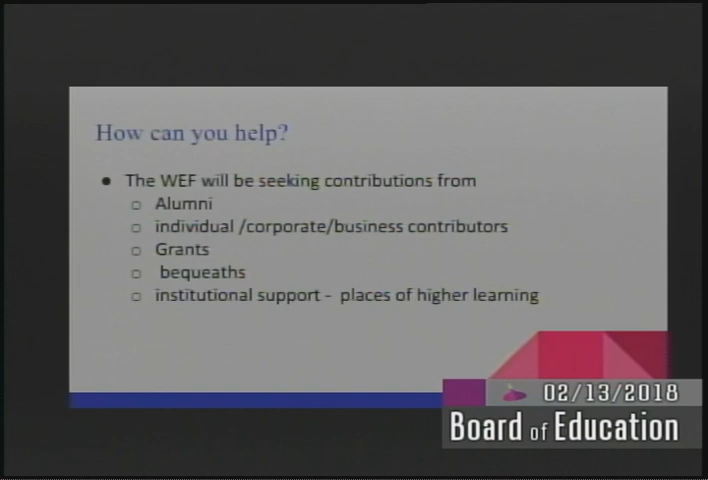 How can you help?
● The WEF will be seeking contributions from
○ Alumni
○ individual /corporate/business contributors
○ Grants
○ bequeaths
○ institutional support - places of higher learning
02/13/2018
Board of Education